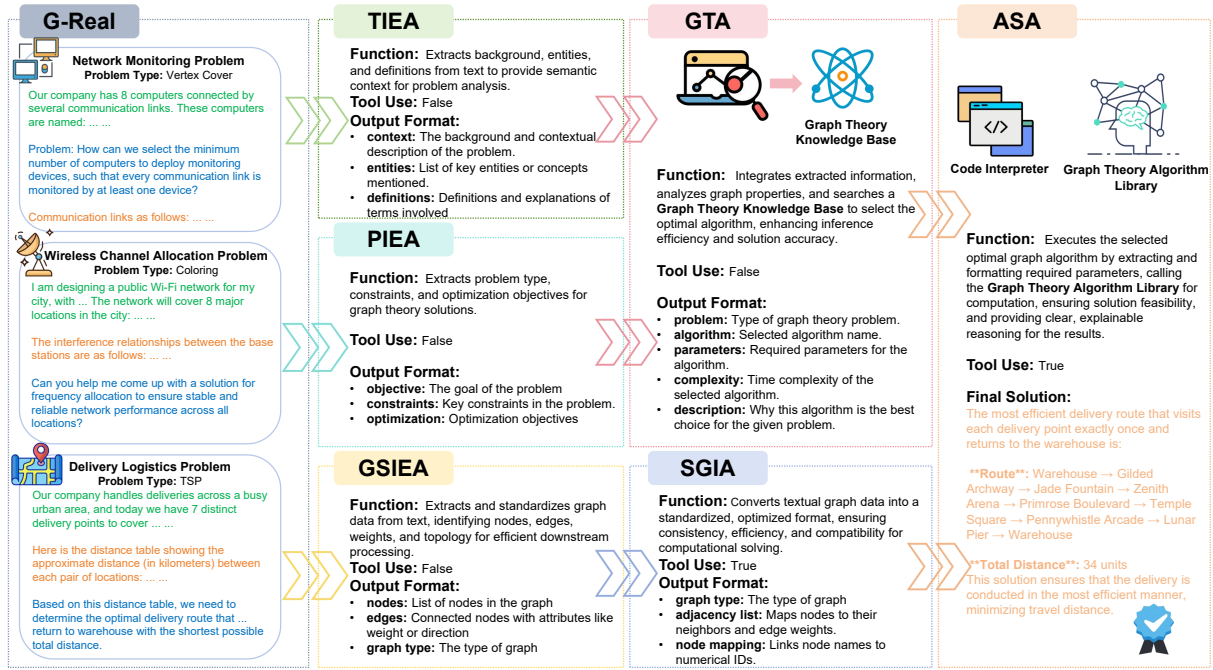 G-Real
Network Monitoring Problem
Problem Type: Vertex Cover
Our company has 8 computers connected by
several communication links. These computers
are named: ... ...
Problem: How can we select the minimum
number of computers to deploy monitoring
devices, such that every communication link is
monitored by at least one device?
Communication links as follows: ... ...
Wireless Channel Allocation Problem
Problem Type: Coloring
I am designing a public Wi-Fi network for my
city, with ... The network will cover 8 major
locations in the city: ... ...
The interference relationships between the base
stations are as follows: ... ...
Can you help me come up with a solution for
frequency allocation to ensure stable and
reliable network performance across all
locations?
Delivery Logistics Problem
Problem Type: TSP
Our company handles deliveries across a busy
urban area, and today we have 7 distinct
delivery points to cover ... ...
Here is the distance table showing the
approximate distance (in kilometers) between
each pair of locations: ... ...
Based on this distance table, we need to
determine the optimal delivery route that ...
return to warehouse with the shortest possible
total distance.
TIEA
Function: Extracts background, entities,
and definitions from text to provide semantic
context for problem analysis.
Tool Use: False
Output Format:
• context: The background and contextual
description of the problem.
• entities: List of key entities or concepts
mentioned.
• definitions: Definitions and explanations of
terms involved
PIEA
Function: Extracts problem type,
constraints, and optimization objectives for
graph theory solutions.
Tool Use: False
Output Format:
• objective: The goal of the problem
• constraints: Key constraints in the problem.
• optimization: Optimization objectives
GSIEA
Function: Extracts and standardizes graph
data from text, identifying nodes, edges,
weights, and topology for efficient downstream
processing.
Tool Use: False
Output Format:
• nodes: List of nodes in the graph
• edges: Connected nodes with attributes like
weight or direction
• graph type: The type of graph
GTA
Graph Theory
Knowledge Base
Function: Integrates extracted information,
analyzes graph properties, and searches a
Graph Theory Knowledge Base to select the
optimal algorithm, enhancing inference
efficiency and solution accuracy.
Tool Use: False
Output Format:
• problem: Type of graph theory problem.
• algorithm: Selected algorithm name.
• parameters: Required parameters for the
algorithm.
• complexity: Time complexity of the
selected algorithm.
• description: Why this algorithm is the best
choice for the given problem.
SGIA
Function: Converts textual graph data into a
standardized, optimized format, ensuring
consistency, efficiency, and compatibility for
computational solving.
Tool Use: True
Output Format:
• graph type: The type of graph
• adjacency list: Maps nodes to their
neighbors and edge weights.
• node mapping: Links node names to
numerical IDs.
ASA
</>
Code Interpreter
Graph Theory Algorithm
Library
Function: Executes the selected
optimal graph algorithm by extracting and
formatting required parameters, calling
the Graph Theory Algorithm Library for
computation, ensuring solution feasibility,
and providing clear, explainable
reasoning for the results.
Tool Use: True
Final Solution:
The most efficient delivery route that visits
each delivery point exactly once and
returns to the warehouse is:
**Route**: Warehouse → Gilded
Archway → Jade Fountain → Zenith
Arena → Primrose Boulevard → Temple
Square → Pennywhistle Arcade → Lunar
Pier → Warehouse
**Total Distance**: 34 units
This solution ensures that the delivery is
conducted in the most efficient manner,
minimizing travel distance.